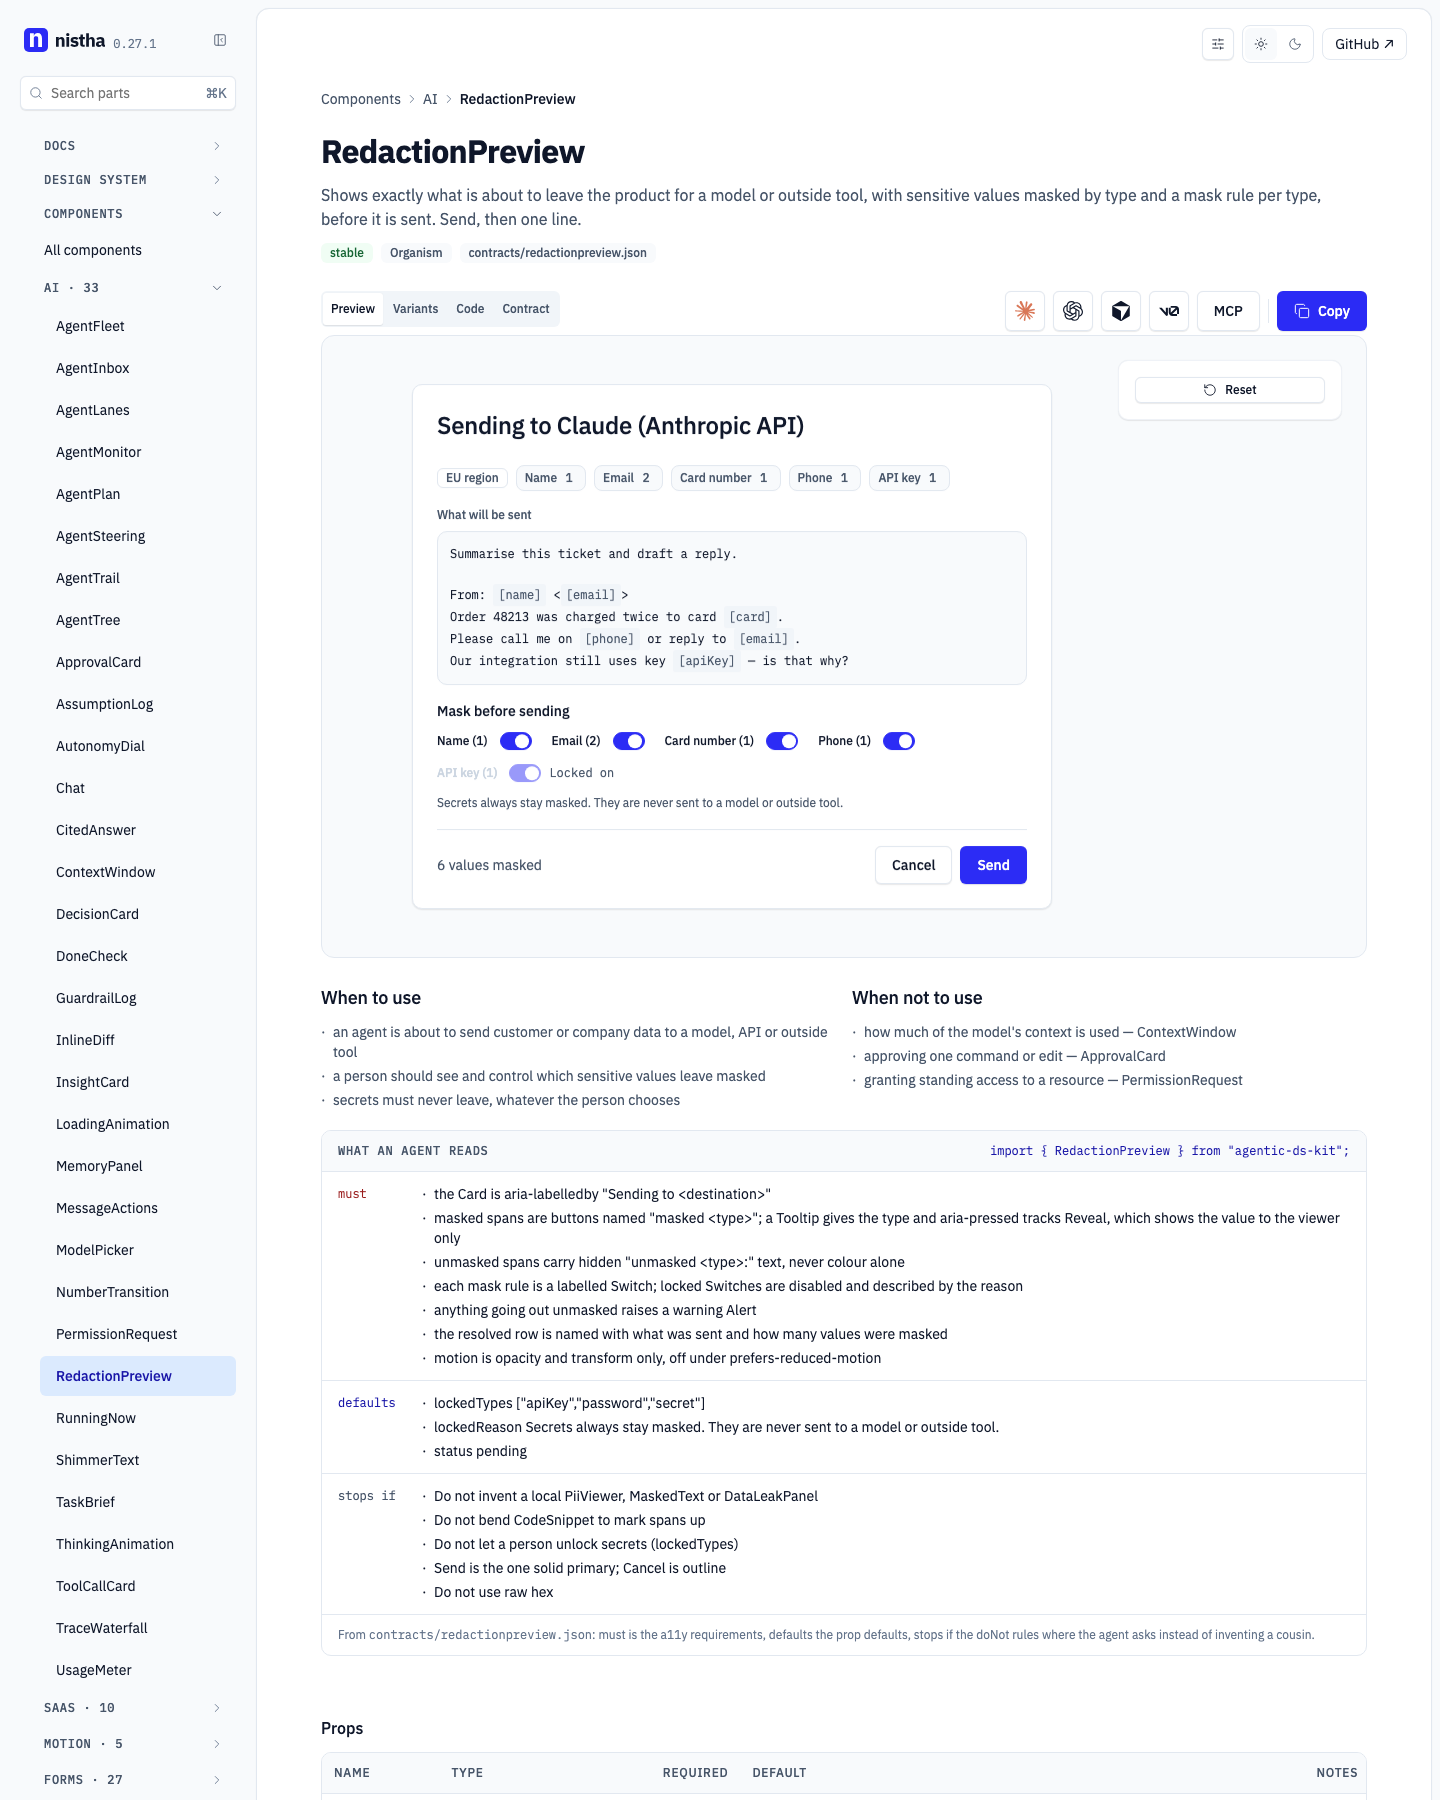 nistha 0.27.1
Search parts ⌘K
DOCS
DESIGN SYSTEM
COMPONENTS
All components
AI · 33
AgentFleet
AgentInbox
AgentLanes
AgentMonitor
AgentPlan
AgentSteering
AgentTrail
AgentTree
ApprovalCard
AssumptionLog
AutonomyDial
Chat
CitedAnswer
ContextWindow
DecisionCard
DoneCheck
GuardrailLog
InlineDiff
InsightCard
LoadingAnimation
MemoryPanel
MessageActions
ModelPicker
NumberTransition
PermissionRequest
RedactionPreview
RunningNow
ShimmerText
TaskBrief
ThinkingAnimation
ToolCallCard
TraceWaterfall
UsageMeter
SAAS · 10
MOTION · 5
FORMS · 27
GitHub ↗
Components > AI > RedactionPreview
RedactionPreview
Shows exactly what is about to leave the product for a model or outside tool, with sensitive values masked by type and a mask rule per type,
before it is sent. Send, then one line.
stable Organism contracts/redactionpreview.json
Preview Variants Code Contract
v0 MCP Copy
Reset
Sending to Claude (Anthropic API)
EU region Name 1 Email 2 Card number 1 Phone 1 API key 1
What will be sent
Summarise this ticket and draft a reply.
From: [name] <[email]>
Order 48213 was charged twice to card [card].
Please call me on [phone] or reply to [email].
Our integration still uses key [apiKey] — is that why?
Mask before sending
Name (1) Email (2) Card number (1) Phone (1)
API key (1) Locked on
Secrets always stay masked. They are never sent to a model or outside tool.
6 values masked Cancel Send
When to use
· an agent is about to send customer or company data to a model, API or outside
tool
· a person should see and control which sensitive values leave masked
· secrets must never leave, whatever the person chooses
When not to use
· how much of the model's context is used — ContextWindow
· approving one command or edit — ApprovalCard
· granting standing access to a resource — PermissionRequest
WHAT AN AGENT READS import { RedactionPreview } from "agentic-ds-kit";
must
· the Card is aria-labelledby "Sending to <destination>"
· masked spans are buttons named "masked <type>"; a Tooltip gives the type and aria-pressed tracks Reveal, which shows the value to the viewer
only
· unmasked spans carry hidden "unmasked <type>:" text, never colour alone
· each mask rule is a labelled Switch; locked Switches are disabled and described by the reason
· anything going out unmasked raises a warning Alert
· the resolved row is named with what was sent and how many values were masked
· motion is opacity and transform only, off under prefers-reduced-motion
defaults
· lockedTypes ["apiKey","password","secret"]
· lockedReason Secrets always stay masked. They are never sent to a model or outside tool.
· status pending
stops if
· Do not invent a local PiiViewer, MaskedText or DataLeakPanel
· Do not bend CodeSnippet to mark spans up
· Do not let a person unlock secrets (lockedTypes)
· Send is the one solid primary; Cancel is outline
· Do not use raw hex
From contracts/redactionpreview.json: must is the a11y requirements, defaults the prop defaults, stops if the doNot rules where the agent asks instead of inventing a cousin.
Props
NAME TYPE REQUIRED DEFAULT NOTES